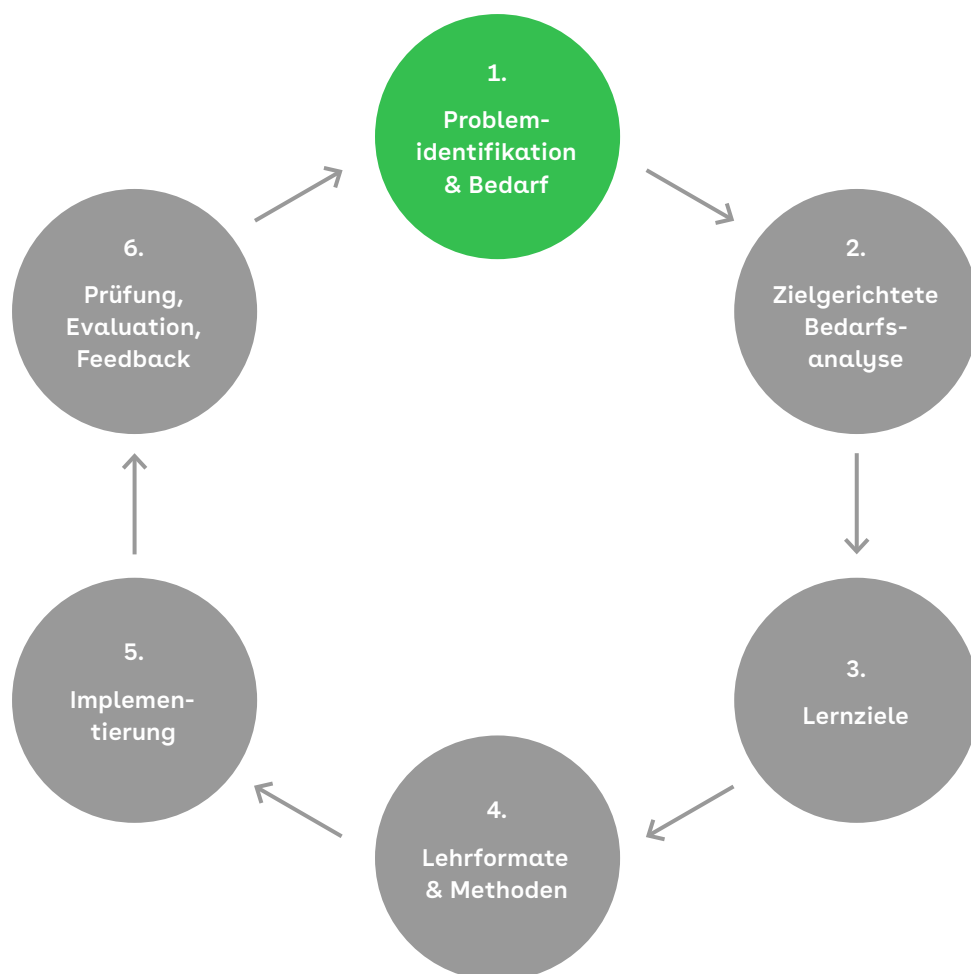 1.
Problem-
identifikation
& Bedarf
2.
Zielgerichtete
Bedarfs-
analyse
3.
Lernziele
4.
Lehrformate
& Methoden
5.
Implemen-
tierung
6.
Prüfung,
Evaluation,
Feedback